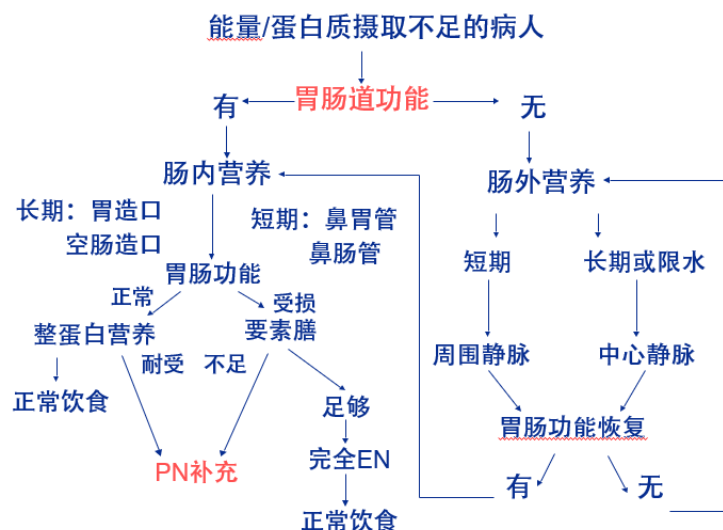 能量/蛋白质摄取不足的病人
胃肠道功能
有
无
肠内营养
肠外营养
长期：胃造口
空肠造口
短期：鼻胃管
鼻肠管
短期
长期或限水
胃肠功能
正常
受损
整蛋白营养
要素膳
周围静脉
中心静脉
耐受
不足
正常饮食
足够
胃肠功能恢复
PN补充
完全EN
有
无
正常饮食